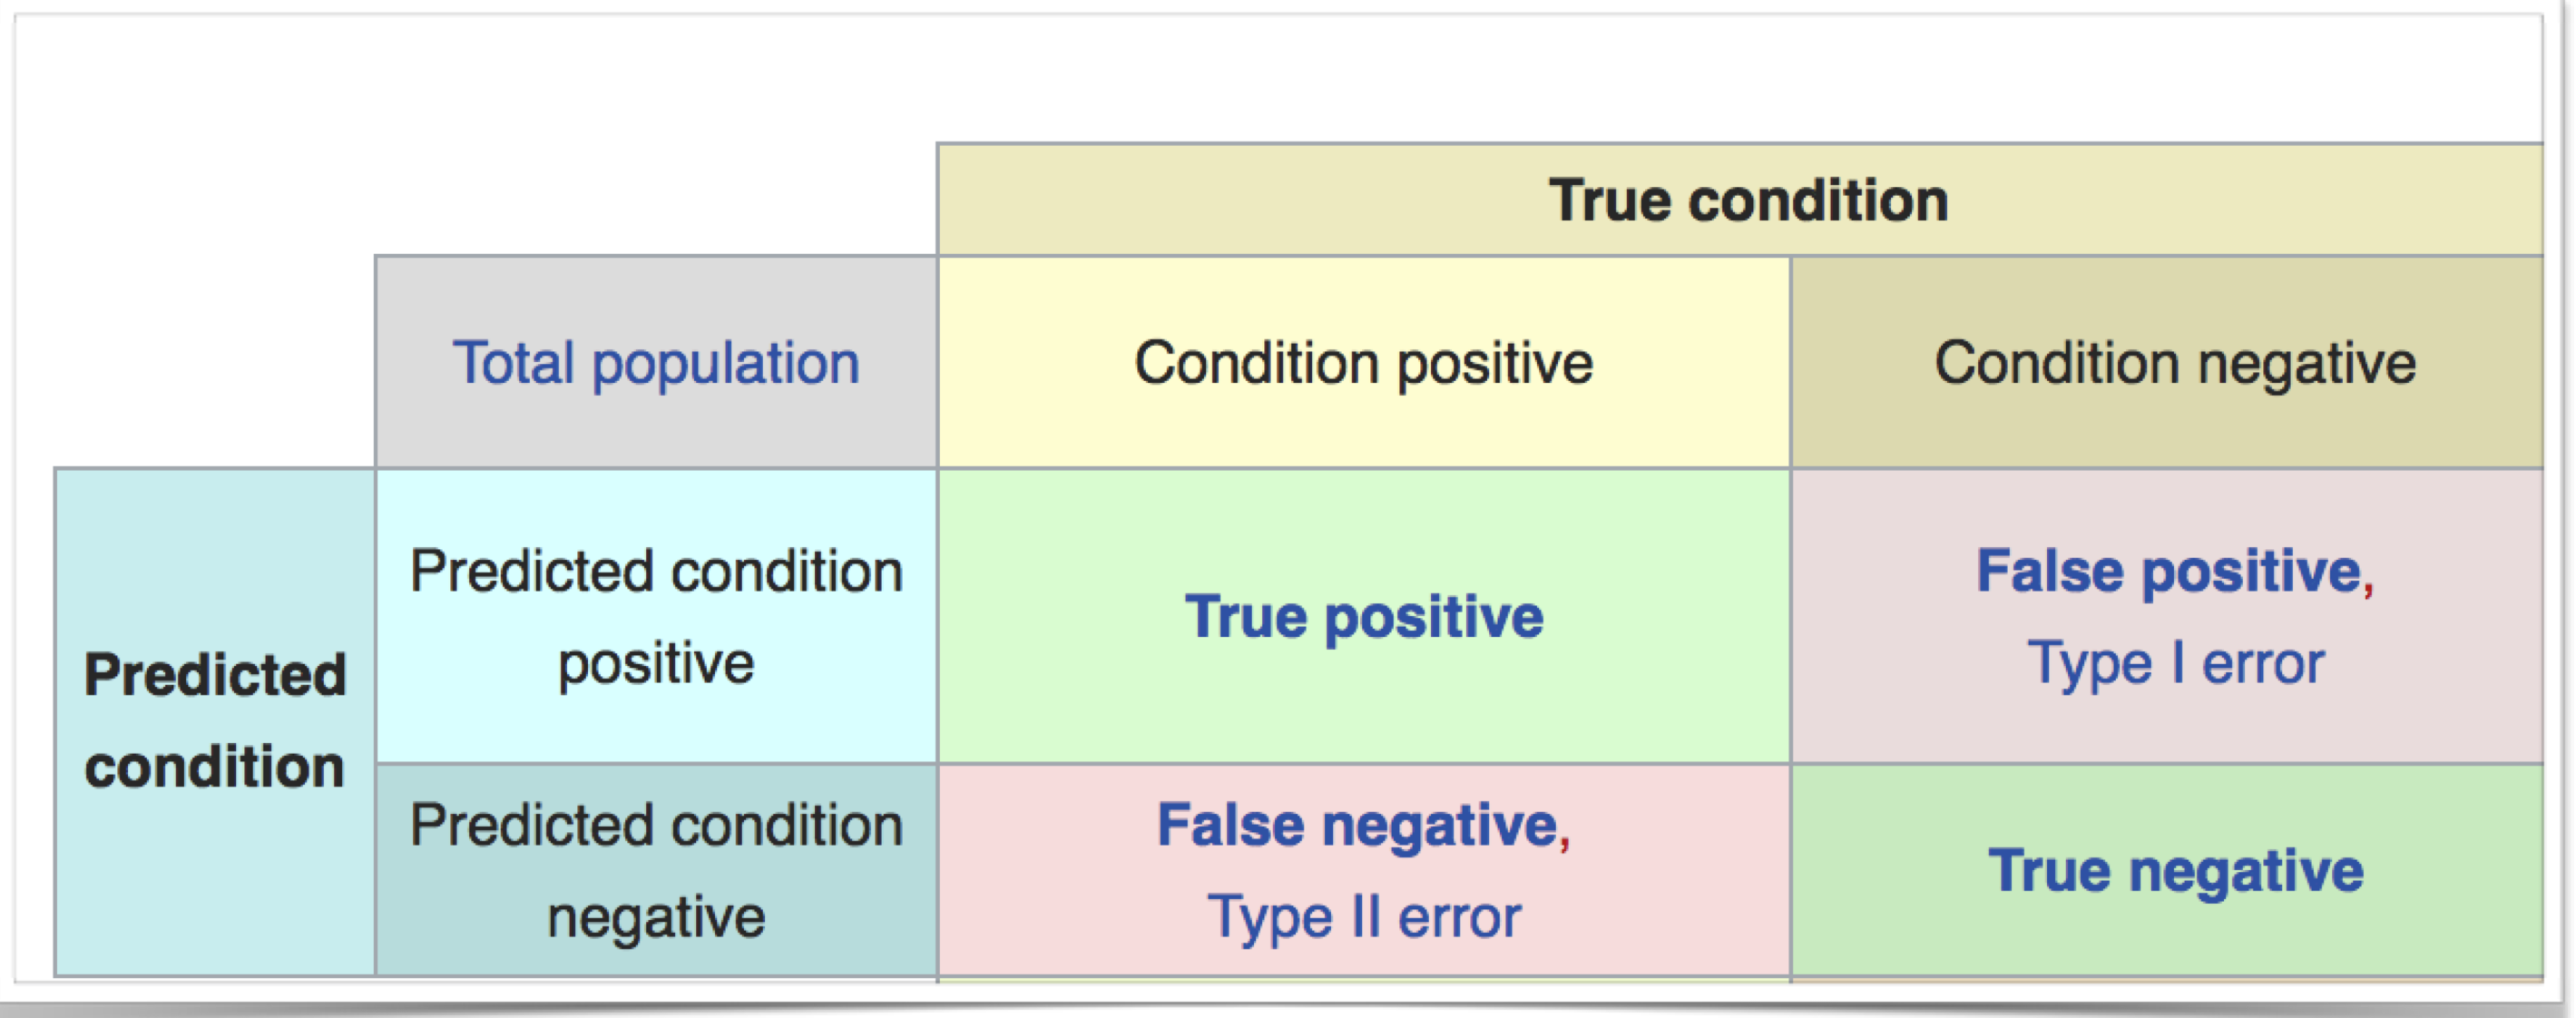 True condition
Total population
Condition positive
Condition negative
Predicted
condition
Predicted condition
positive
True positive
False positive,
Type I error
Predicted condition
negative
False negative,
Type II error
True negative